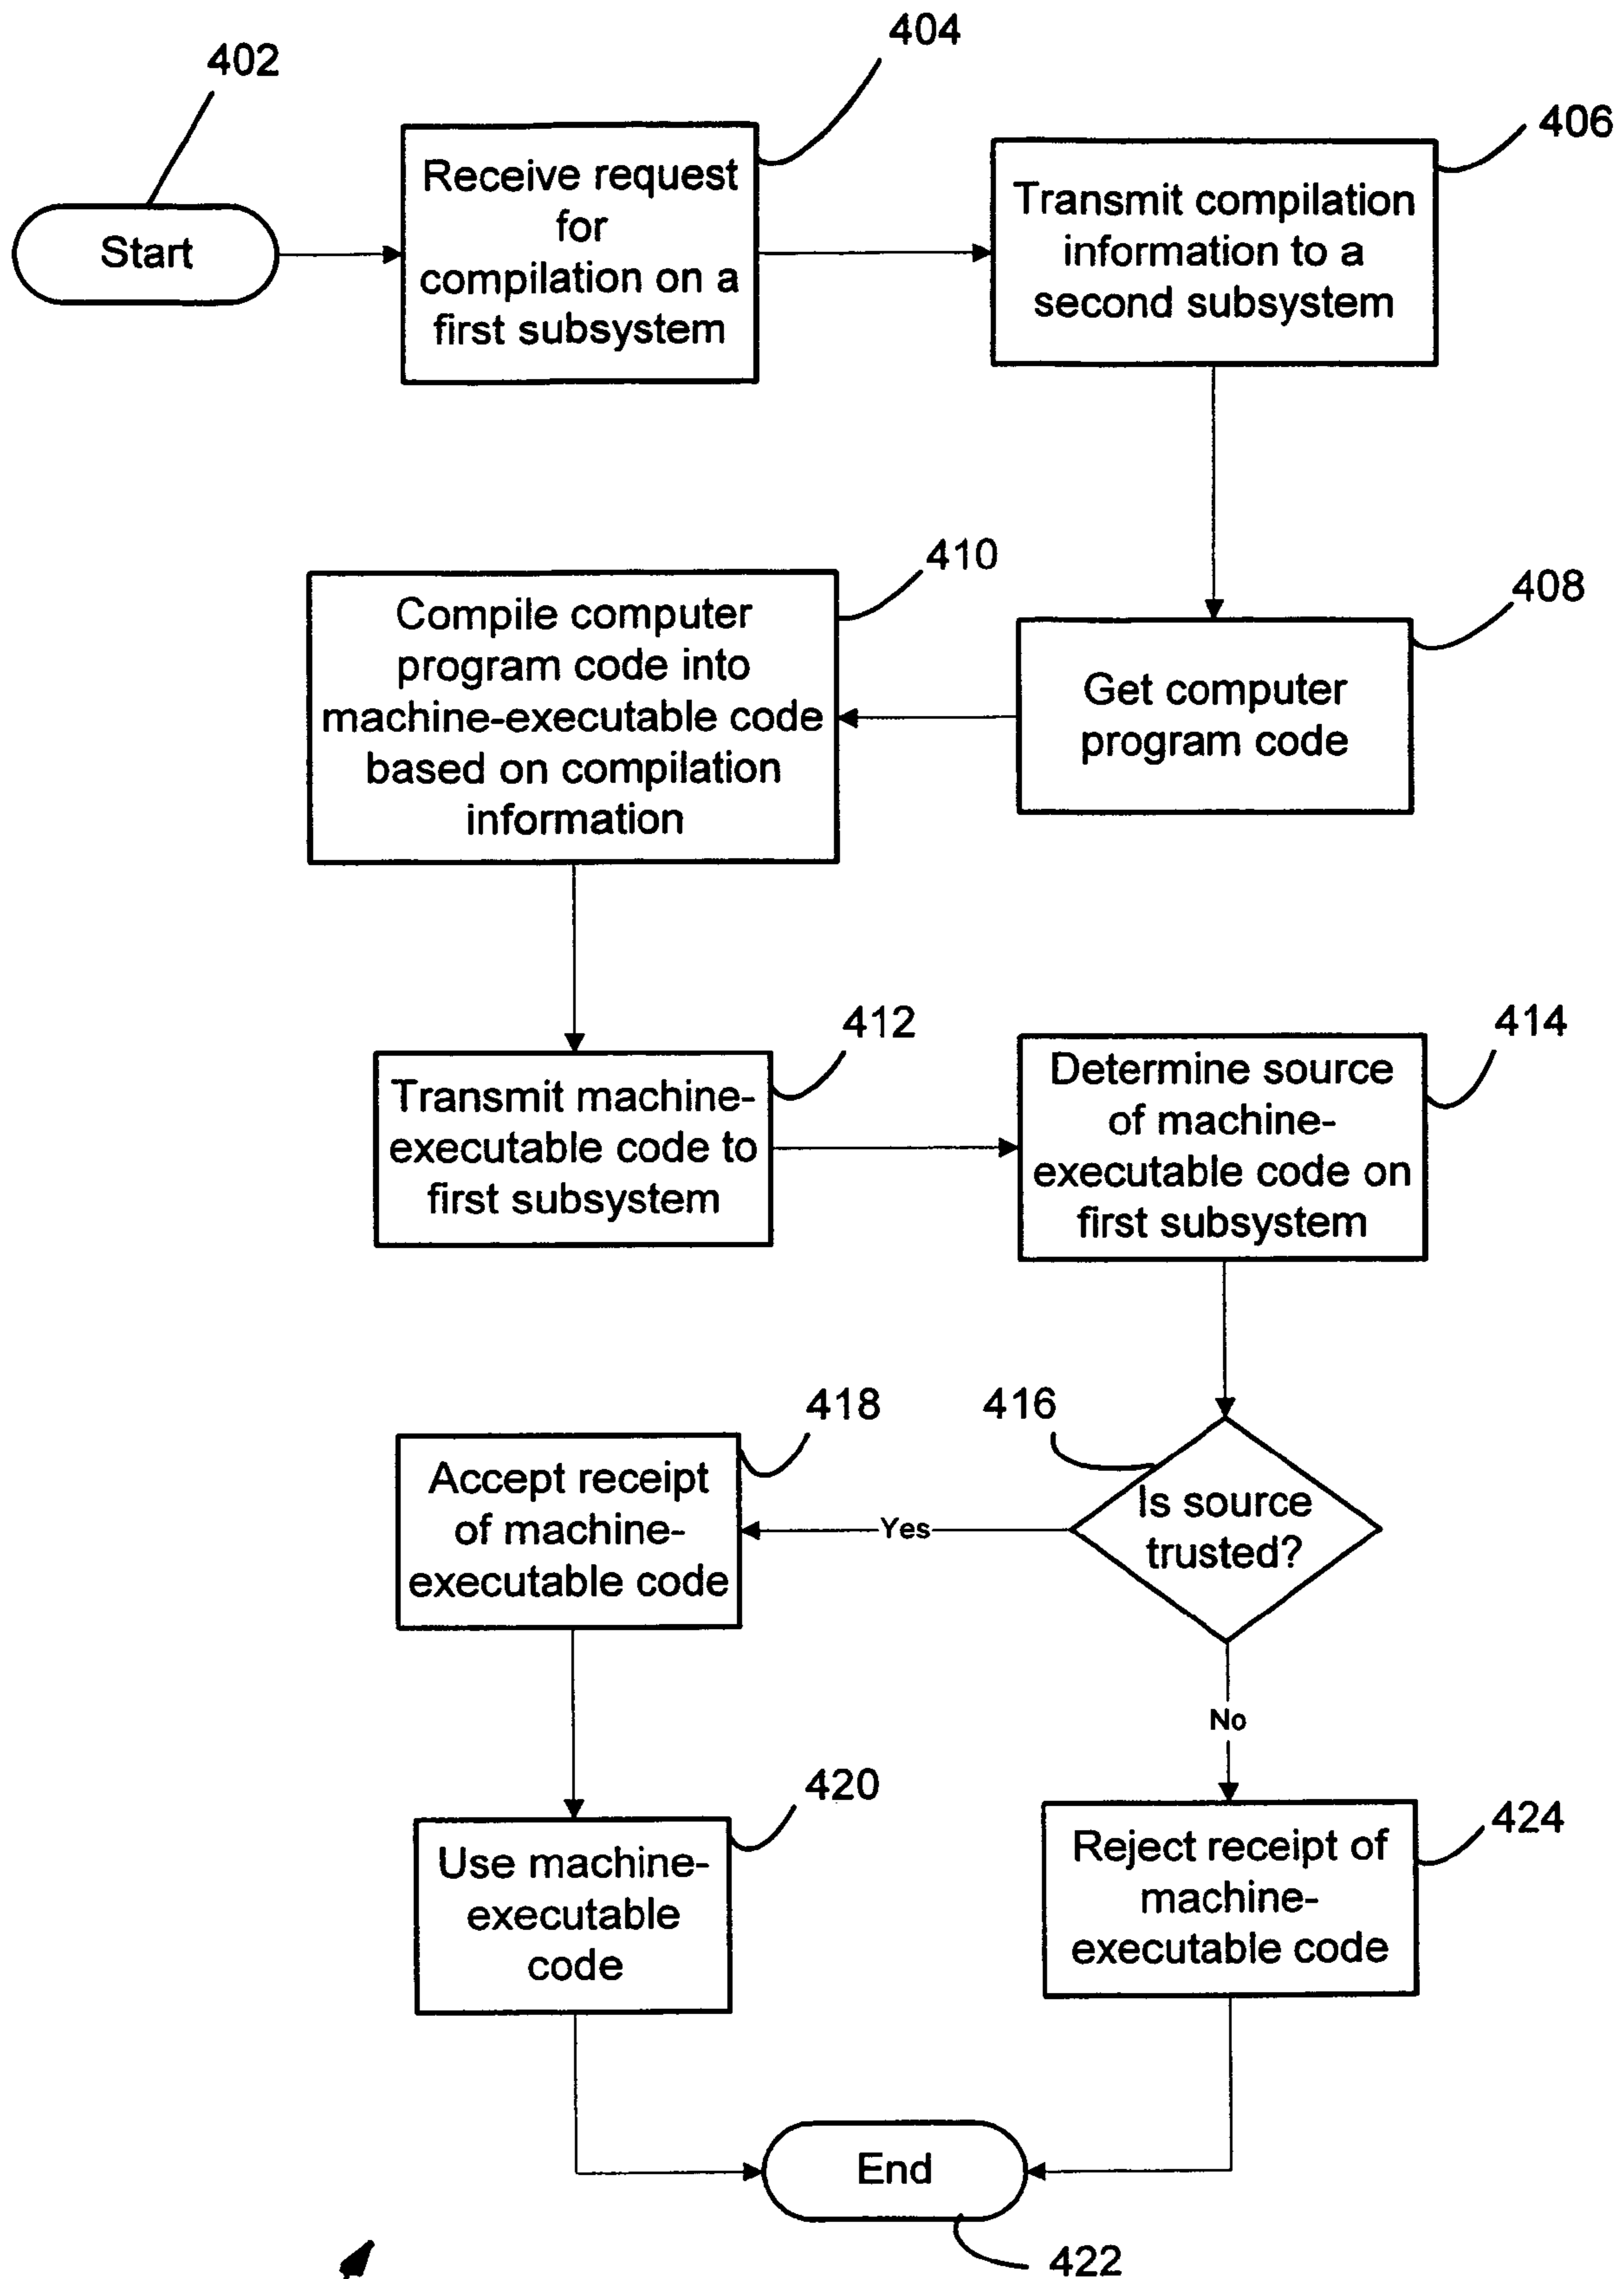 402
404
406
Start
Receive request
for
compilation on a
first subsystem
Transmit compilation
information to a
second subsystem
410
408
Compile computer
program code into
machine-executable code
based on compilation
information
Get computer
program code
412
414
Transmit machine-
executable code to
first subsystem
Determine source
of machine-
executable code on
first subsystem
418
416
Accept receipt
of machine-
executable code
Yes
Is source
trusted?
No
420
424
Use machine-
executable
code
Reject receipt of
machine-
executable code
End
422